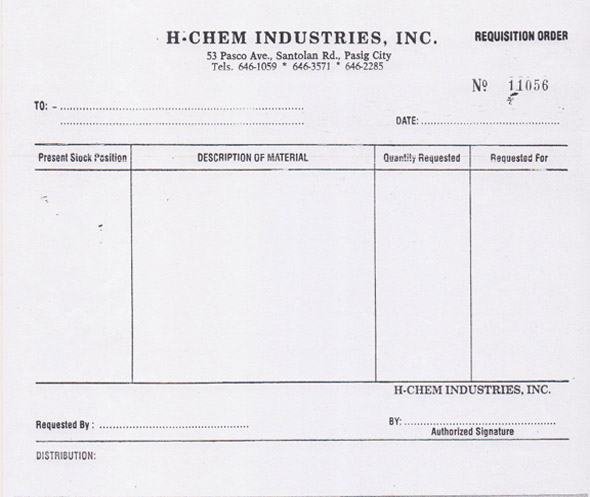 H-CHEM INDUSTRIES, INC.
REQUISITION ORDER
53 Pasco Ave., Santolan Rd., Pasig City
Tels. 646-1059 * 646-3571 * 646-2285
Nº 11056
TO: – ................................................................
................................................................
DATE: ....................................
Present Stock Position DESCRIPTION OF MATERIAL Quantity Requested Requested For
H-CHEM INDUSTRIES, INC.
Requested By : .......................................
BY: .......................................
Authorized Signature
DISTRIBUTION: